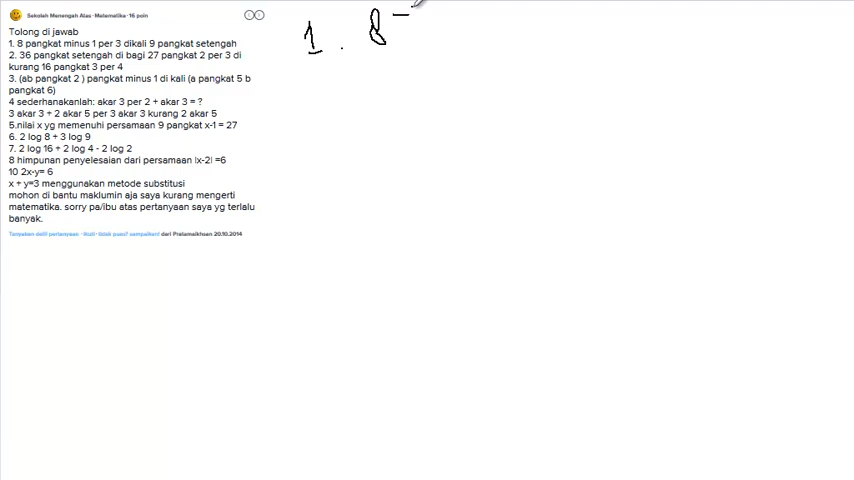 Sekolah Menengah Atas · Matematika · 16 poin
Tolong di jawab
1. 8 pangkat minus 1 per 3 dikali 9 pangkat setengah
2. 36 pangkat setengah di bagi 27 pangkat 2 per 3 di
kurang 16 pangkat 3 per 4
3. (ab pangkat 2 ) pangkat minus 1 di kali (a pangkat 5 b
pangkat 6)
4 sederhanakanlah: akar 3 per 2 + akar 3 = ?
3 akar 3 + 2 akar 5 per 3 akar 3 kurang 2 akar 5
5.nilai x yg memenuhi persamaan 9 pangkat x-1 = 27
6. 2 log 8 + 3 log 9
7. 2 log 16 + 2 log 4 - 2 log 2
8 himpunan penyelesaian dari persamaan |x-2| =6
10 2x-y= 6
x + y=3 menggunakan metode substitusi
mohon di bantu maklumin aja saya kurang mengerti
matematika. sorry pa/ibu atas pertanyaan saya yg terlalu
banyak.
Tanyakan detil pertanyaan · Ikuti · tidak puas? sampaikan! dari 20.10.2014
1. 8 -